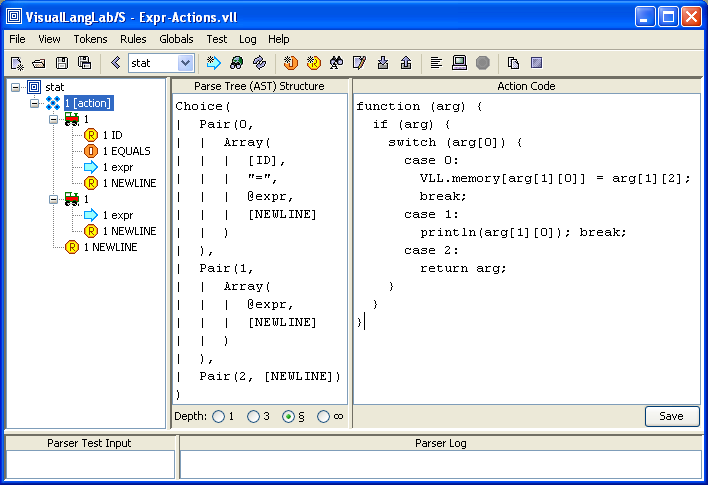 VisualLangLab/S - Expr-Actions.vll
File View Tokens Rules Globals Test Log Help
stat
stat
1 [action]
1
1 ID
1 EQUALS
1 expr
1 NEWLINE
1
1 expr
1 NEWLINE
1 NEWLINE
Parse Tree (AST) Structure
Choice(
|  Pair(0,
|  |  Array(
|  |  |  [ID],
|  |  |  "=",
|  |  |  @expr,
|  |  |  [NEWLINE]
|  |  )
|  ),
|  Pair(1,
|  |  Array(
|  |  |  @expr,
|  |  |  [NEWLINE]
|  |  )
|  ),
|  Pair(2, [NEWLINE])
)
Depth: 1 3 § ∞
Action Code
function (arg) {
  if (arg) {
    switch (arg[0]) {
      case 0:
        VLL.memory[arg[1][0]] = arg[1][2];
        break;
      case 1:
        println(arg[1][0]); break;
      case 2:
        return arg;
    }
  }
}
Save
Parser Test Input
Parser Log